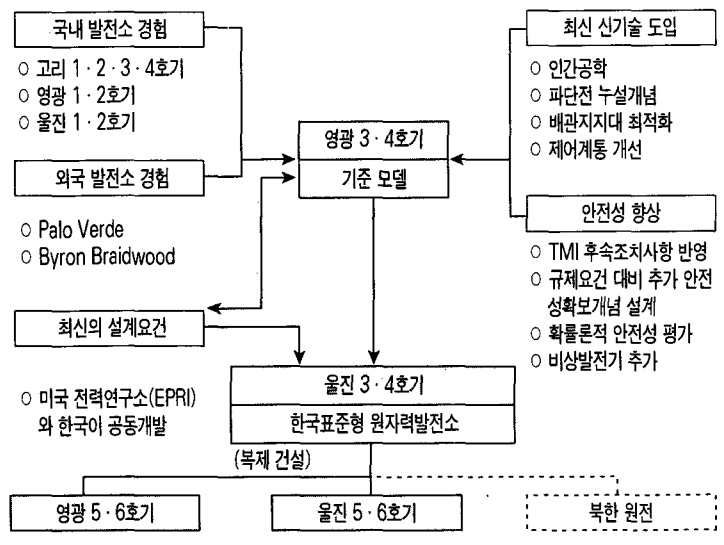 국내 발전소 경험
○ 고리 1 · 2 · 3 · 4호기
○ 영광 1 · 2호기
○ 울진 1 · 2호기
외국 발전소 경험
○ Palo Verde
○ Byron Braidwood
최신의 설계요건
○ 미국 전력연구소(EPRI)
와 한국이 공동개발
최신 신기술 도입
○ 인간공학
○ 파단전 누설개념
○ 배관지지대 최적화
○ 제어계통 개선
안전성 향상
○ TMI 후속조치사항 반영
○ 규제요건 대비 추가 안전
성확보개념 설계
○ 확률론적 안전성 평가
○ 비상발전기 추가
영광 3 · 4호기
기준 모델
울진 3 · 4호기
한국표준형 원자력발전소
(복제 건설)
영광 5 · 6호기
울진 5 · 6호기
북한 원전